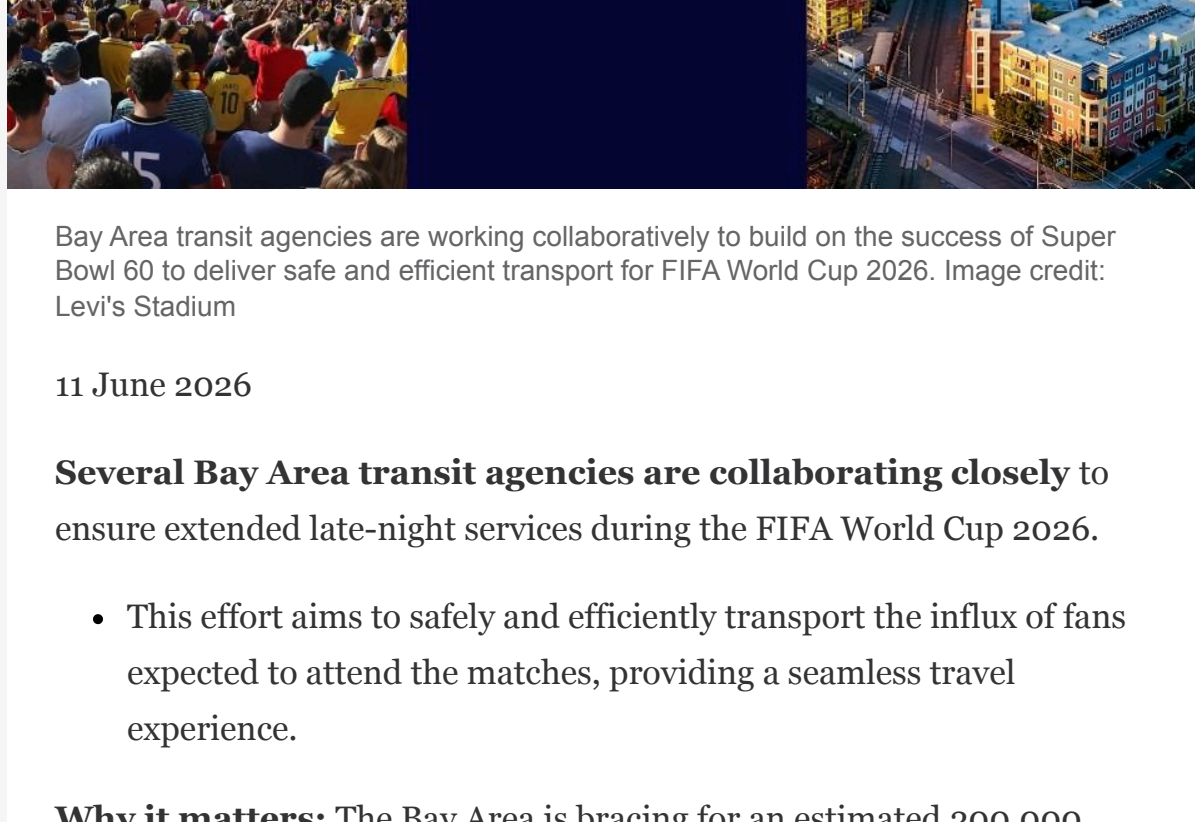 10
15
Bay Area transit agencies are working collaboratively to build on the success of Super
Bowl 60 to deliver safe and efficient transport for FIFA World Cup 2026. Image credit:
Levi's Stadium
11 June 2026
Several Bay Area transit agencies are collaborating closely to
ensure extended late-night services during the FIFA World Cup 2026.
• This effort aims to safely and efficiently transport the influx of fans
expected to attend the matches, providing a seamless travel
experience.
Why it matters: The Bay Area is bracing for an estimated 200,000